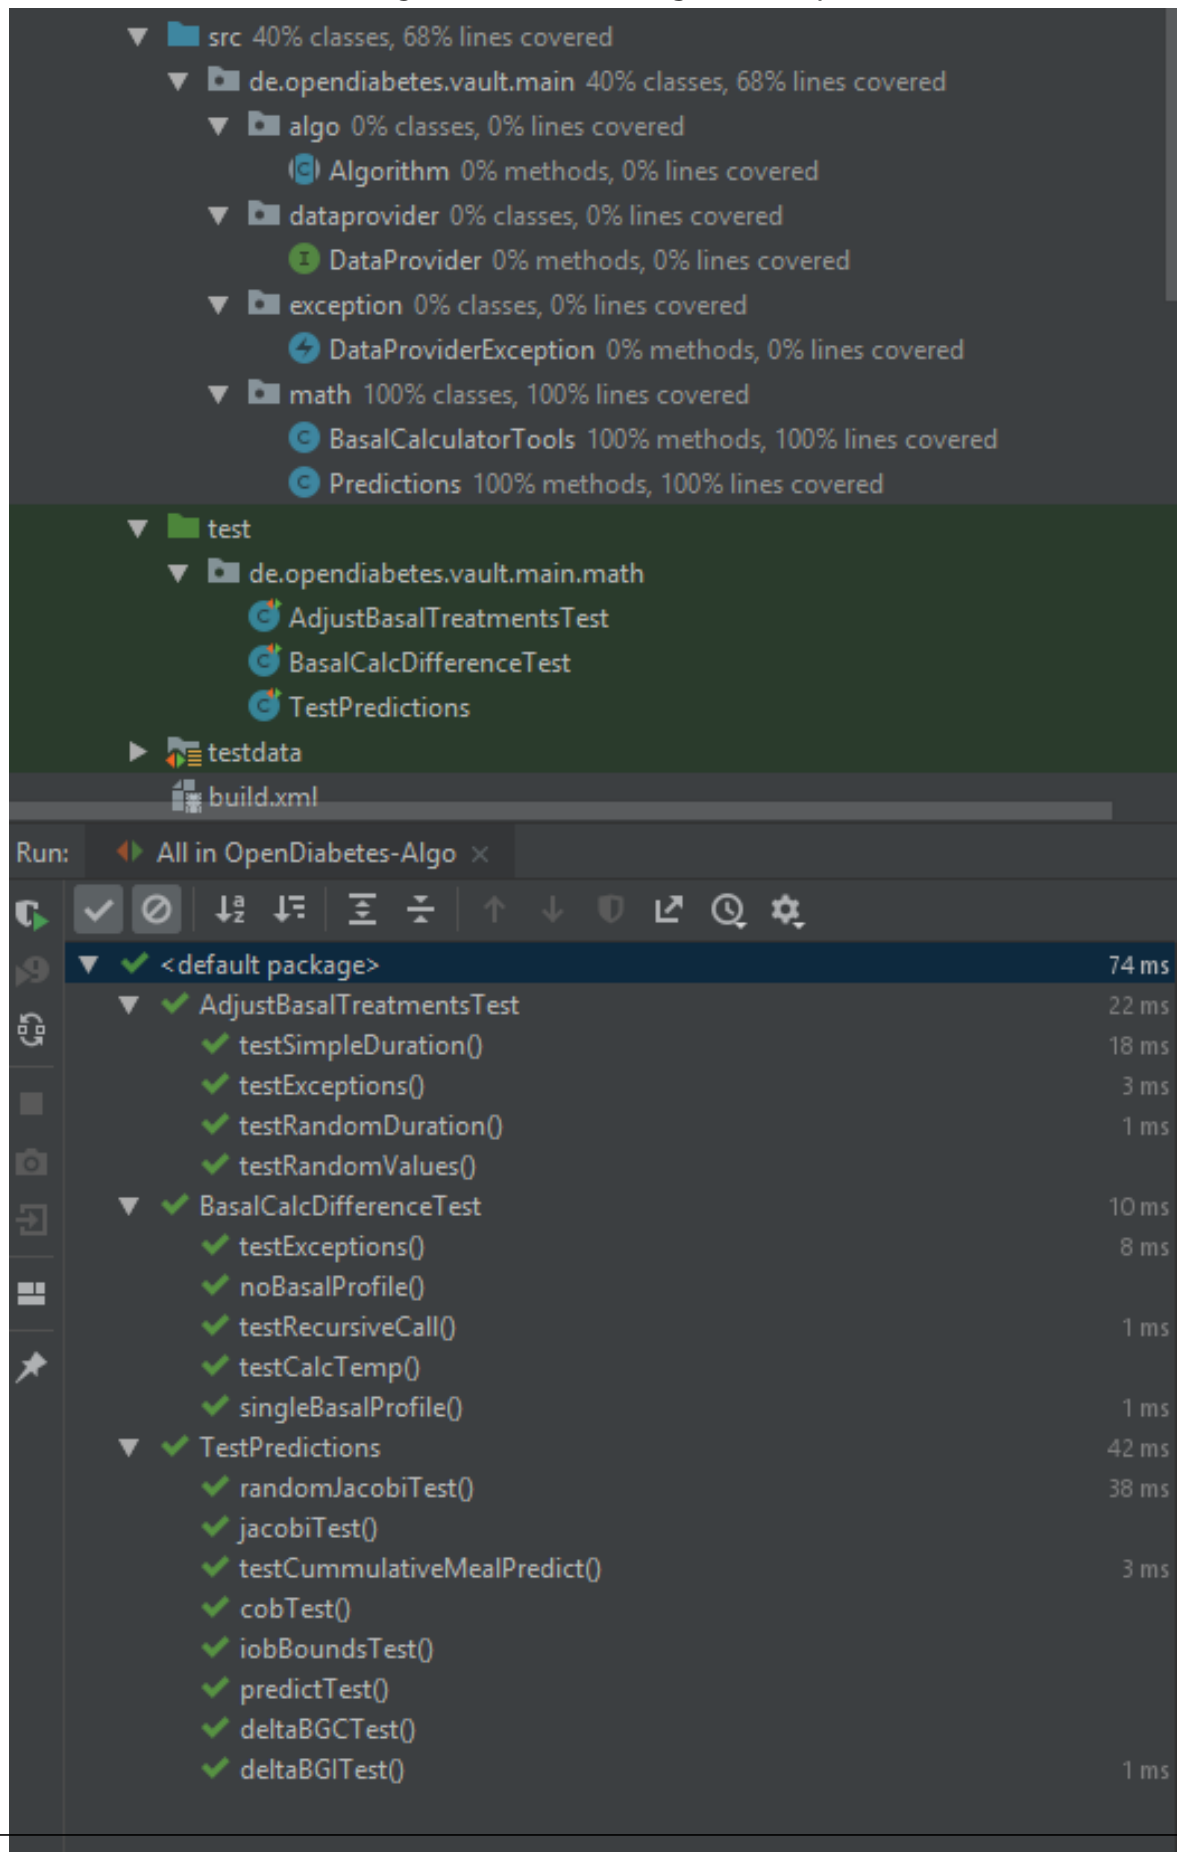 src 40% classes, 68% lines covered
de.opendiabetes.vault.main 40% classes, 68% lines covered
algo 0% classes, 0% lines covered
Algorithm 0% methods, 0% lines covered
dataprovider 0% classes, 0% lines covered
DataProvider 0% methods, 0% lines covered
exception 0% classes, 0% lines covered
DataProviderException 0% methods, 0% lines covered
math 100% classes, 100% lines covered
BasalCalculatorTools 100% methods, 100% lines covered
Predictions 100% methods, 100% lines covered
test
de.opendiabetes.vault.main.math
AdjustBasalTreatmentsTest
BasalCalcDifferenceTest
TestPredictions
testdata
build.xml
Run: All in OpenDiabetes-Algo ×
<default package> 74 ms
AdjustBasalTreatmentsTest 22 ms
testSimpleDuration() 18 ms
testExceptions() 3 ms
testRandomDuration() 1 ms
testRandomValues()
BasalCalcDifferenceTest 10 ms
testExceptions() 8 ms
noBasalProfile()
testRecursiveCall() 1 ms
testCalcTemp()
singleBasalProfile() 1 ms
TestPredictions 42 ms
randomJacobiTest() 38 ms
jacobiTest()
testCummulativeMealPredict() 3 ms
cobTest()
iobBoundsTest()
predictTest()
deltaBGCTest()
deltaBGITest() 1 ms